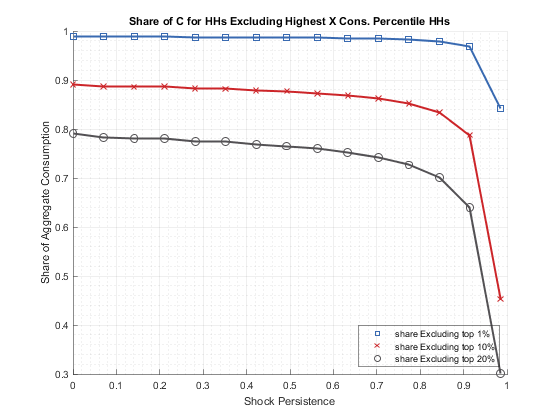 Share of C for HHs Excluding Highest X Cons. Percentile HHs
1
0.9
0.8
0.7
0.6
0.5
0.4
0.3
Share of Aggregate Consumption
share Excluding top 1%
share Excluding top 10%
share Excluding top 20%
0 0.1 0.2 0.3 0.4 0.5 0.6 0.7 0.8 0.9 1
Shock Persistence